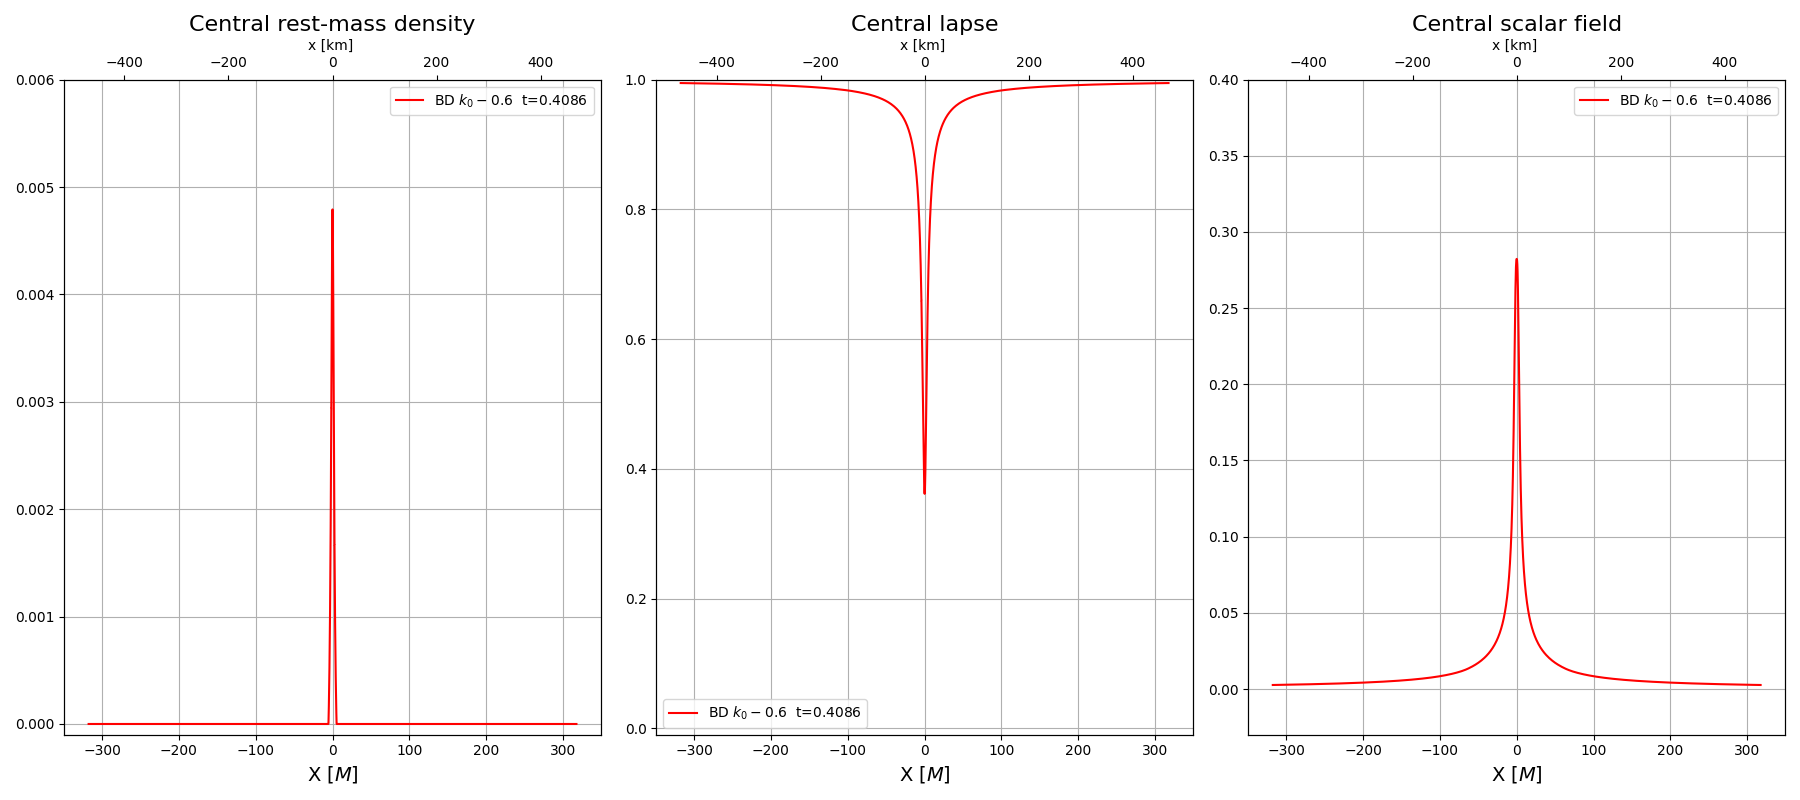 Central rest-mass density
x [km]
−400 −200 0 200 400
0.006
0.005
0.004
0.003
0.002
0.001
0.000
BD k₀ − 0.6 t=0.4086
−300 −200 −100 0 100 200 300
X [M]
Central lapse
x [km]
−400 −200 0 200 400
1.0
0.8
0.6
0.4
0.2
0.0
BD k₀ − 0.6 t=0.4086
−300 −200 −100 0 100 200 300
X [M]
Central scalar field
x [km]
−400 −200 0 200 400
0.40
0.35
0.30
0.25
0.20
0.15
0.10
0.05
0.00
BD k₀ − 0.6 t=0.4086
−300 −200 −100 0 100 200 300
X [M]